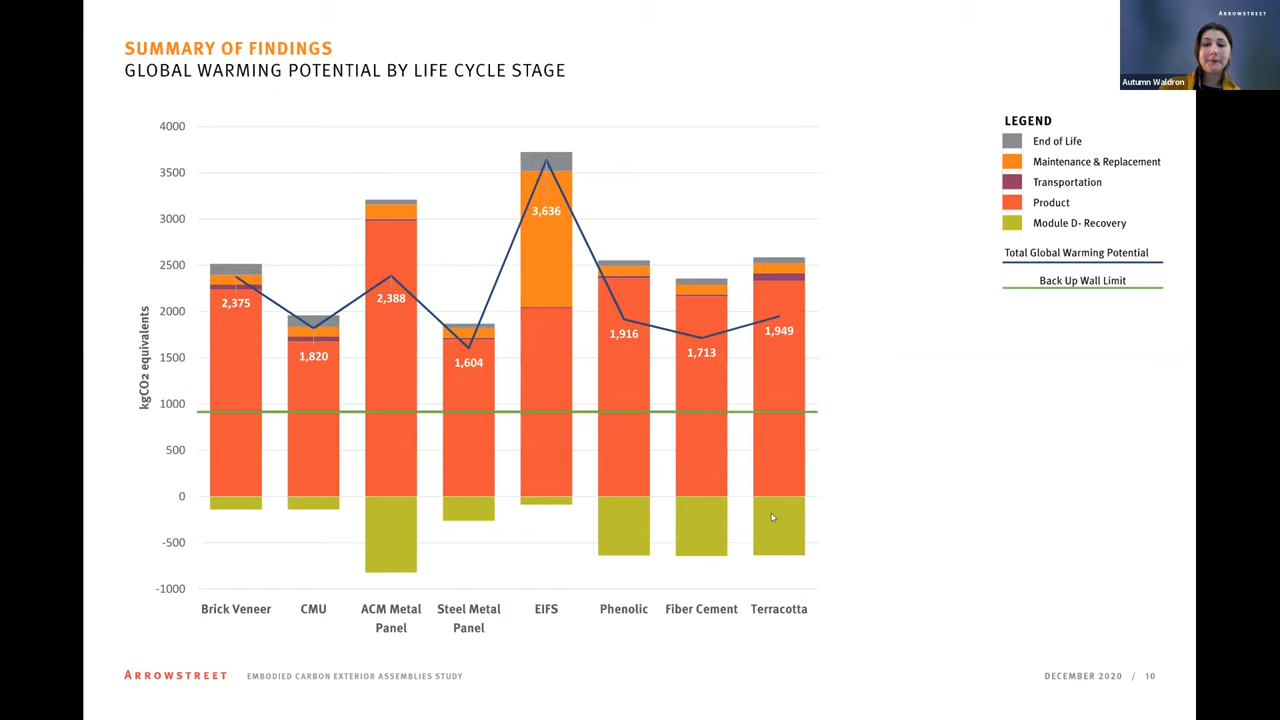 ARROWSTREET
Autumn Waldron
SUMMARY OF FINDINGS
GLOBAL WARMING POTENTIAL BY LIFE CYCLE STAGE
LEGEND
End of Life
Maintenance & Replacement
Transportation
Product
Module D- Recovery
Total Global Warming Potential
Back Up Wall Limit
kgCO2 equivalents
4000
3500
3000
2500
2000
1500
1000
500
0
-500
-1000
2,375
1,820
2,388
1,604
3,636
1,916
1,713
1,949
Brick Veneer
CMU
ACM Metal
Panel
Steel Metal
Panel
EIFS
Phenolic
Fiber Cement
Terracotta
ARROWSTREET
EMBODIED CARBON EXTERIOR ASSEMBLIES STUDY
DECEMBER 2020 / 10